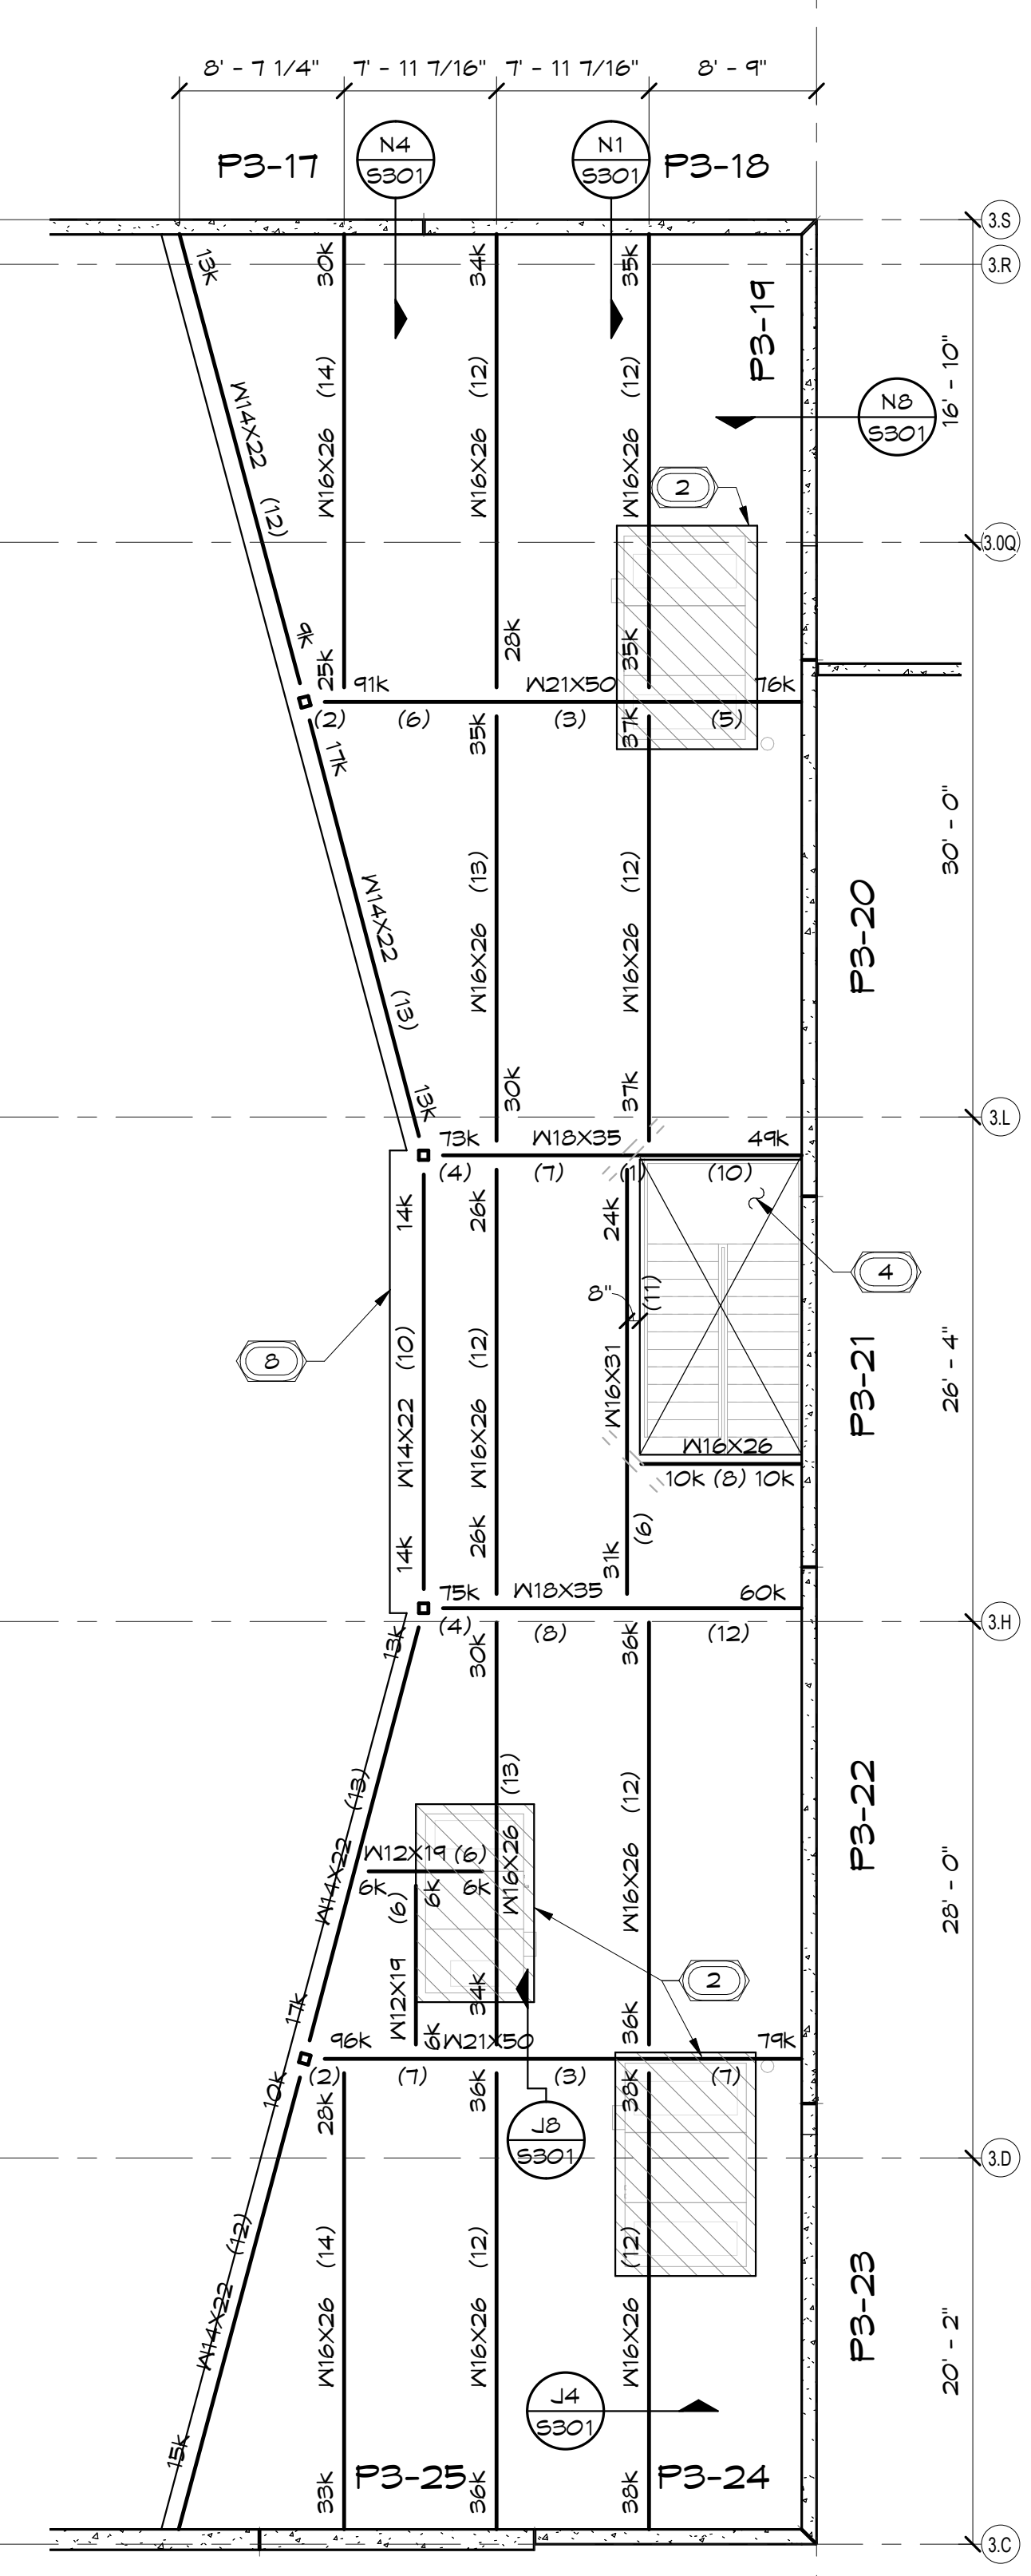 8' - 7 1/4"
7' - 11 7/16"
7' - 11 7/16"
8' - 9"
P3-17
N4
S301
N1
S301
P3-18
3.S
3.R
13k
30k
34k
35k
P3-19
16' - 10"
W14X22
(12)
W16X26
(14)
W16X26
(12)
W16X26
(12)
N8
S301
2
3.0Q
9k
25k
28k
35k
91k
W21X50
76k
(2)
(6)
(3)
(5)
17k
35k
37k
30' - 0"
W14X22
(13)
W16X26
(13)
W16X26
(12)
P3-20
13k
30k
37k
3.L
73k
W18X35
49k
(4)
(7)
(1)
(10)
14k
26k
24k
4
8"
(11)
8
W14X22
(10)
W16X26
(12)
W16X31
P3-21
26' - 4"
W16X26
10k (8) 10k
14k
26k
31k
(6)
75k
W18X35
60k
3.H
(4)
(8)
(12)
13k
30k
36k
W14X22
(13)
(13)
W16X26
(12)
W16X26
P3-22
28' - 0"
W12X19 (6)
6k
6k
6k
(6)
W12X19
6k
34k
2
17k
36k
96k
W21X50
79k
(2)
(7)
(3)
(7)
10k
28k
36k
38k
J8
S301
3.D
W14X22
(12)
W16X26
(14)
W16X26
(12)
W16X26
(12)
P3-23
20' - 2"
J4
S301
15k
33k
P3-25
36k
38k
P3-24
3.C